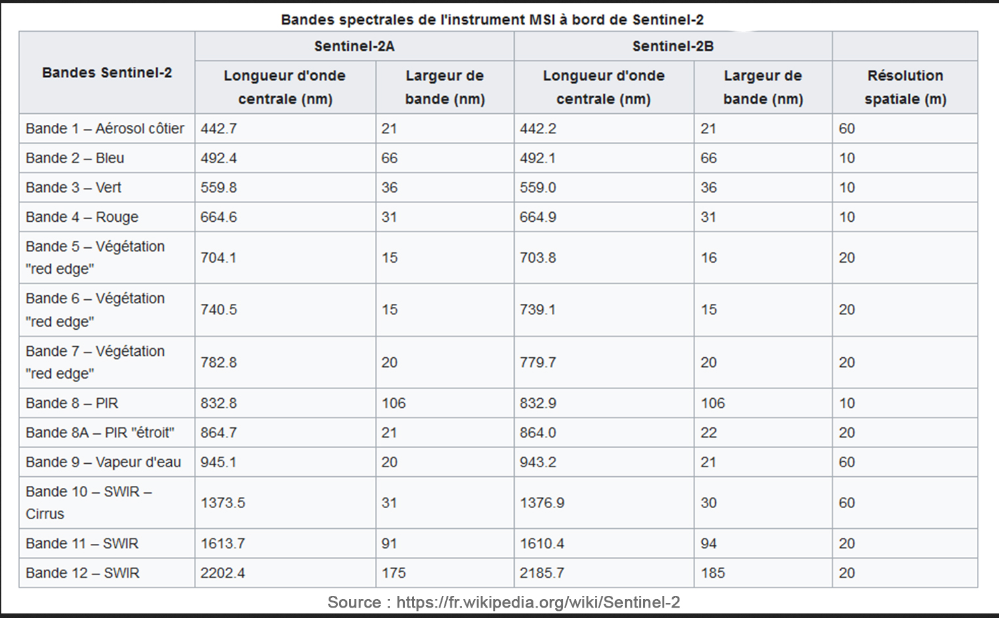 Bandes spectrales de l'instrument MSI à bord de Sentinel-2
Bandes Sentinel-2
Sentinel-2A
Sentinel-2B
Longueur d'onde
centrale (nm)
Largeur de
bande (nm)
Longueur d'onde
centrale (nm)
Largeur de
bande (nm)
Résolution
spatiale (m)
Bande 1 – Aérosol côtier 442.7 21 442.2 21 60
Bande 2 – Bleu 492.4 66 492.1 66 10
Bande 3 – Vert 559.8 36 559.0 36 10
Bande 4 – Rouge 664.6 31 664.9 31 10
Bande 5 – Végétation
"red edge" 704.1 15 703.8 16 20
Bande 6 – Végétation
"red edge" 740.5 15 739.1 15 20
Bande 7 – Végétation
"red edge" 782.8 20 779.7 20 20
Bande 8 – PIR 832.8 106 832.9 106 10
Bande 8A – PIR "étroit" 864.7 21 864.0 22 20
Bande 9 – Vapeur d'eau 945.1 20 943.2 21 60
Bande 10 – SWIR –
Cirrus 1373.5 31 1376.9 30 60
Bande 11 – SWIR 1613.7 91 1610.4 94 20
Bande 12 – SWIR 2202.4 175 2185.7 185 20
Source : https://fr.wikipedia.org/wiki/Sentinel-2